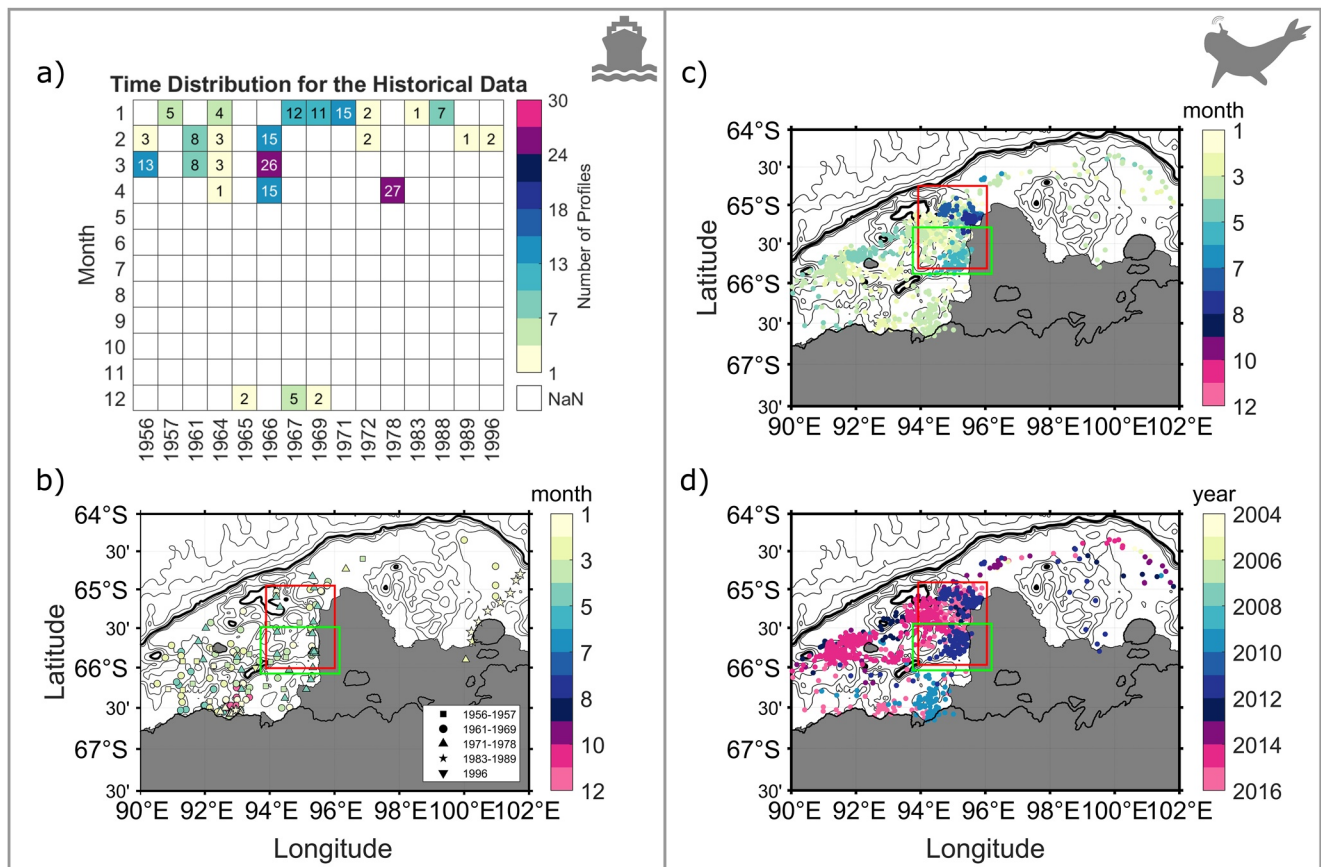 a)
Time Distribution for the Historical Data
1 5 4 12 11 15 2 1 7 30
2 3 8 3 15 2 1 2
3 13 8 3 26 24
4 1 15 27
5 18
6
7 13
8
9 7
10
11 1
12 2 5 2 NaN
Month
Number of Profiles
1956 1957 1961 1964 1965 1966 1967 1969 1971 1972 1978 1983 1988 1989 1996
b)
month
64°S 1
30' 3
65°S 5
30' 7
66°S 8
30' 10
67°S 12
30'
Latitude
1956-1957
1961-1969
1971-1978
1983-1989
1996
90°E 92°E 94°E 96°E 98°E 100°E 102°E
Longitude
c)
month
64°S 1
30' 3
65°S 5
30' 7
66°S 8
30' 10
67°S 12
30'
Latitude
90°E 92°E 94°E 96°E 98°E 100°E 102°E
d)
year
64°S 2004
30' 2006
65°S 2008
30' 2010
66°S 2012
30' 2014
67°S 2016
30'
Latitude
90°E 92°E 94°E 96°E 98°E 100°E 102°E
Longitude